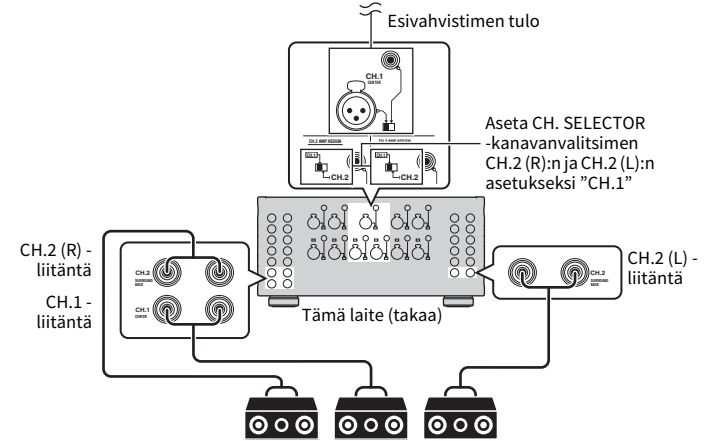 Esivahvistimen tulo
CH.1
CENTER
CH.2 AMP ASSIGN
CH.1
CH.2
CH.1
CH.2
Aseta CH. SELECTOR
-kanavanvalitsimen
CH.2 (R):n ja CH.2 (L):n
asetukseksi ”CH.1”
CH.2 (R) -
liitäntä
CH.1 -
liitäntä
CH.2
SURROUND
BACK
CH.1
CENTER
Tämä laite (takaa)
CH.2
SURROUND
BACK
CH.2 (L) -
liitäntä